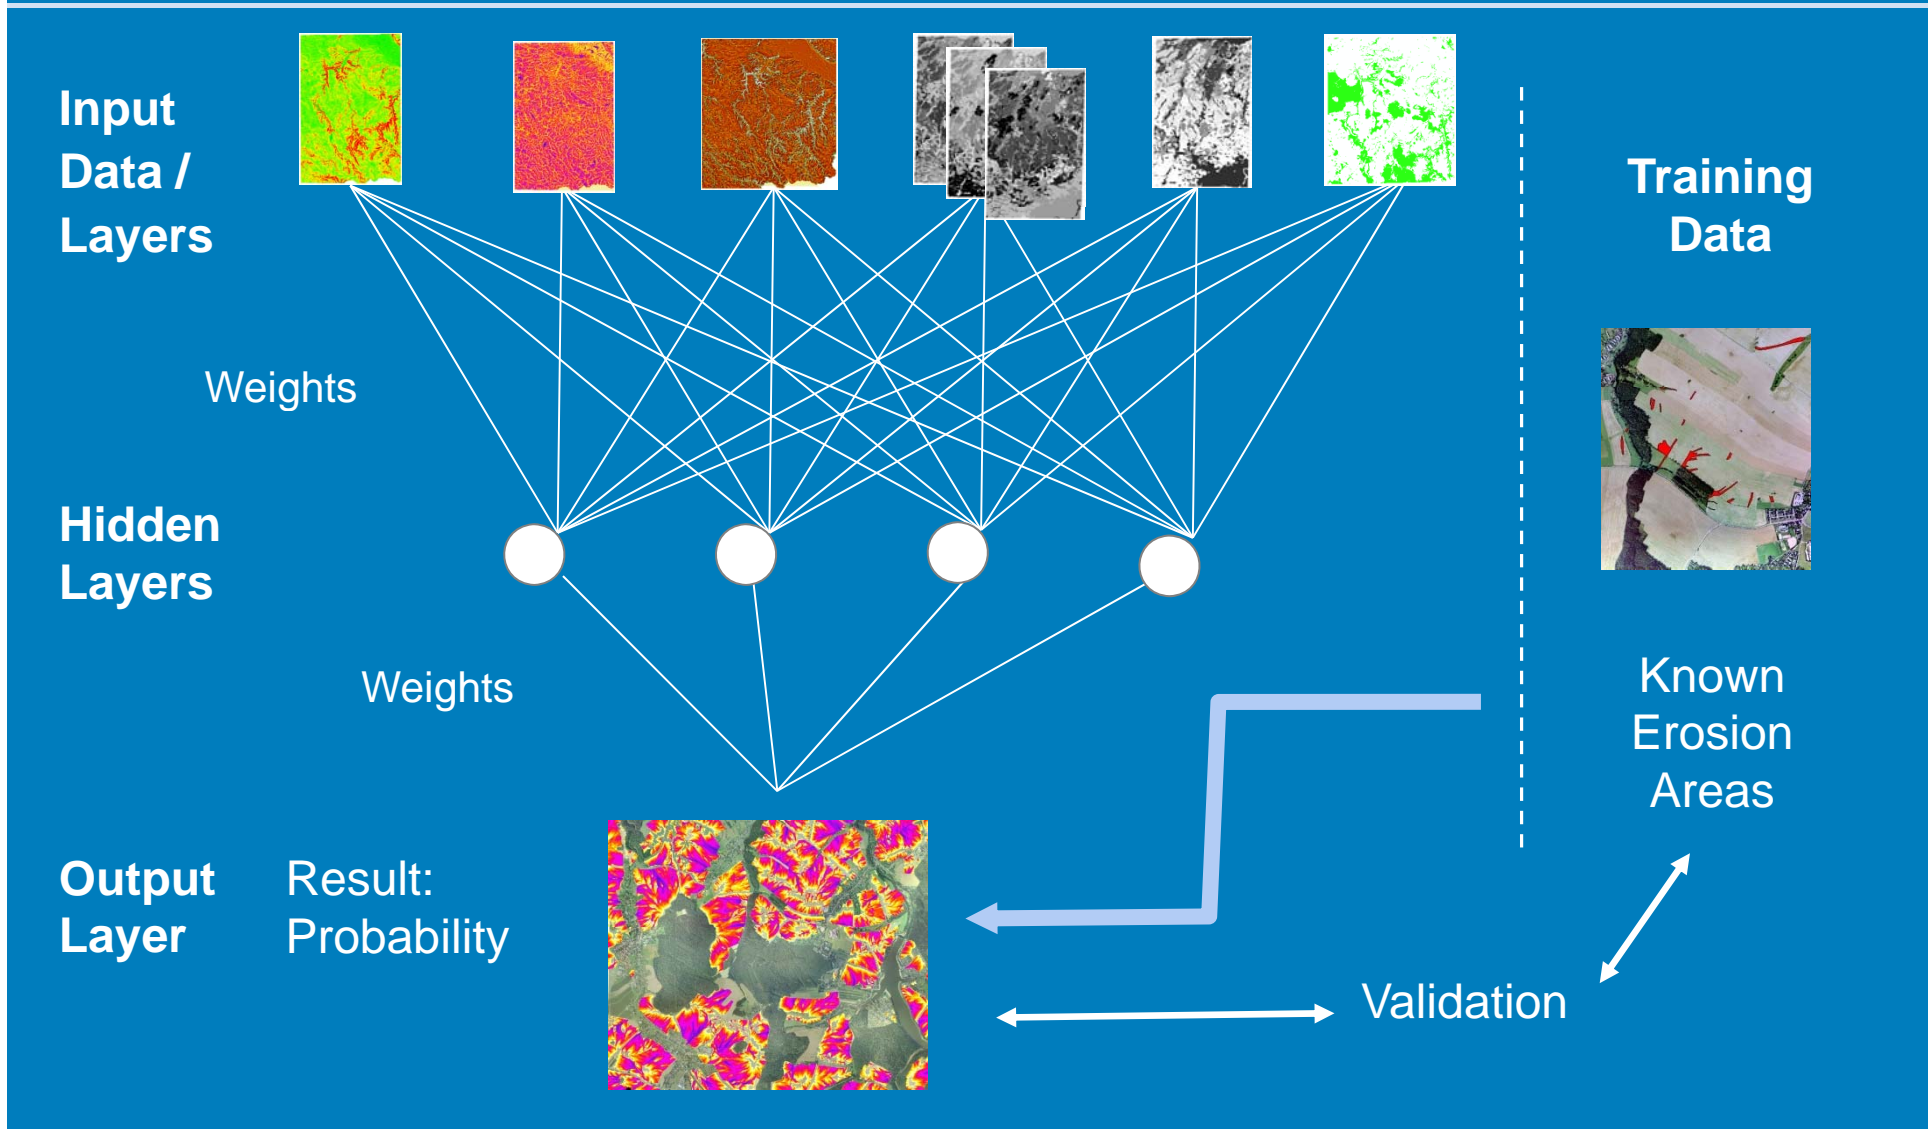 Input
Data /
Layers
Training
Data
Weights
Hidden
Layers
Weights
Known
Erosion
Areas
Output
Layer
Result:
Probability
Validation